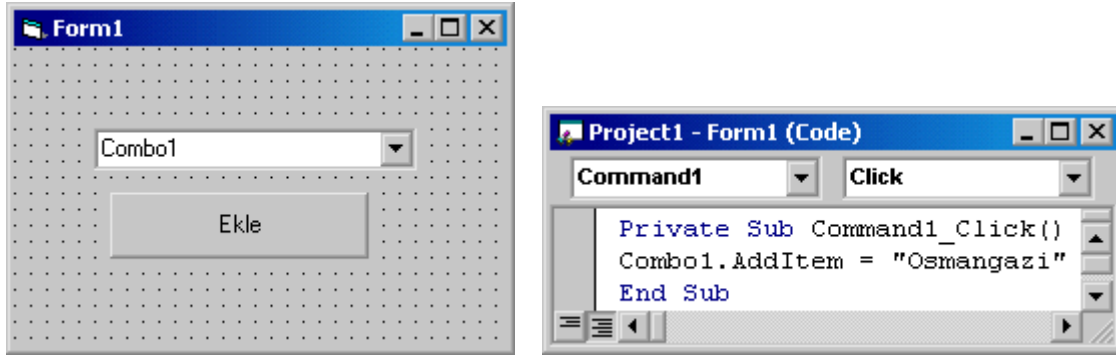 Form1
Combo1
Ekle
Project1 - Form1 (Code)
Command1 Click
Private Sub Command1_Click()
Combo1.AddItem = "Osmangazi"
End Sub